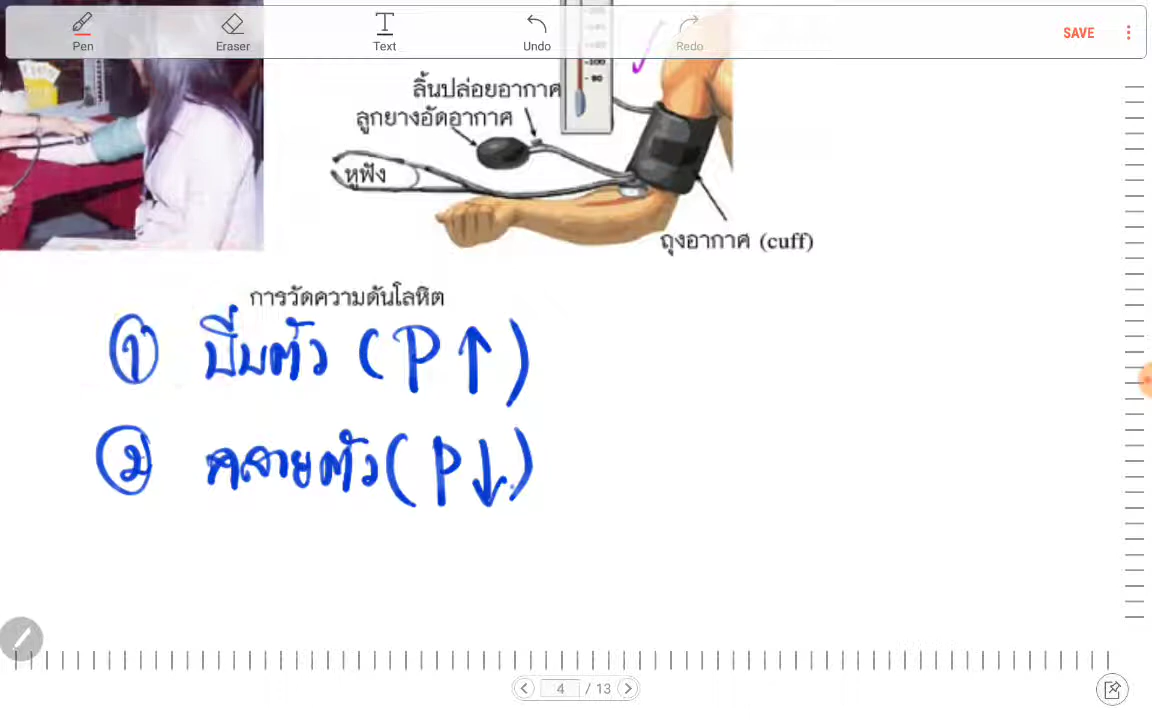 Pen
Eraser
Text
Undo
Redo
SAVE
-100
- 90
ลิ้นปล่อยอากาศ
ลูกยางอัดอากาศ
หูฟัง
ถุงอากาศ (cuff)
การวัดความดันโลหิต
① บีบตัว (P↑)
② คลายตัว (P↓)
4 / 13